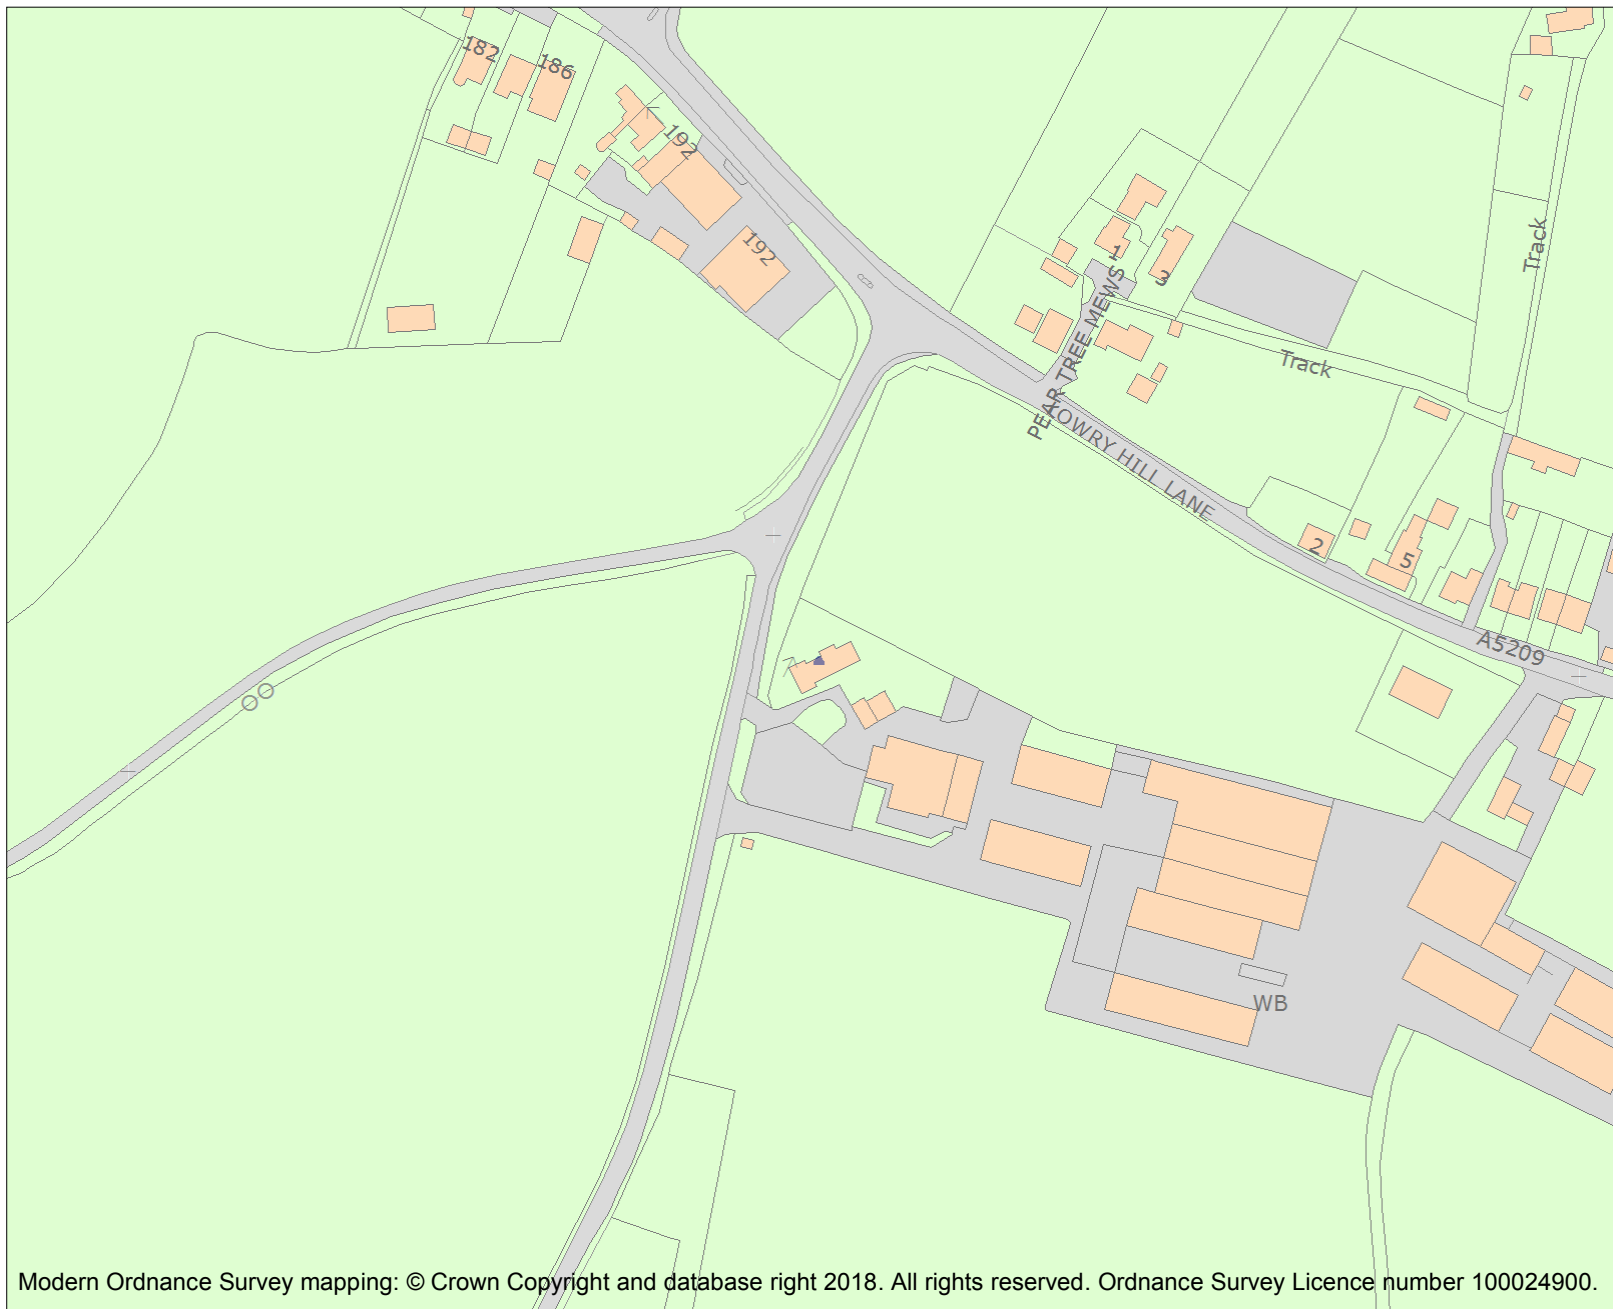 182
186
192
192
Track
1
3
PEAR TREE MEWS
Track
LOWRY HILL LANE
2
5
A5209
WB
Modern Ordnance Survey mapping: © Crown Copyright and database right 2018. All rights reserved. Ordnance Survey Licence number 100024900.